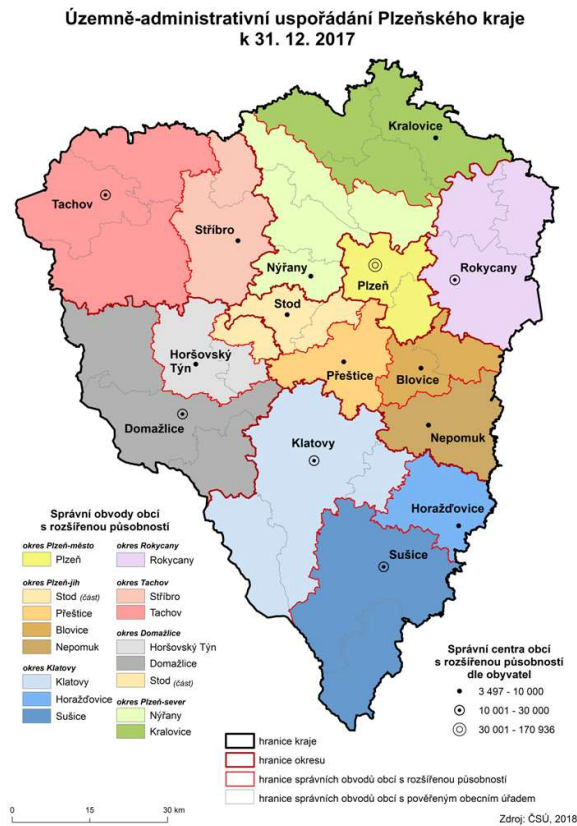 Územně-administrativní uspořádání Plzeňského kraje
k 31. 12. 2017
Kralovice
Tachov
Stříbro
Rokycany
Nýřany
Plzeň
Stod
Horšovský
Týn
Přeštice
Blovice
Domažlice
Klatovy
Nepomuk
Horažďovice
Sušice
Správní obvody obcí
s rozšířenou působností
okres Plzeň-město
Plzeň
okres Plzeň-jih
Stod (část)
Přeštice
Blovice
Nepomuk
okres Klatovy
Klatovy
Horažďovice
Sušice
okres Rokycany
Rokycany
okres Tachov
Stříbro
Tachov
okres Domažlice
Horšovský Týn
Domažlice
Stod (část)
okres Plzeň-sever
Nýřany
Kralovice
Správní centra obcí
s rozšířenou působností
dle obyvatel
3 497 - 10 000
10 001 - 30 000
30 001 - 170 936
hranice kraje
hranice okresu
hranice správních obvodů obcí s rozšířenou působností
hranice správních obvodů obcí s pověřeným obecním úřadem
0 15 30 km
Zdroj: ČSÚ, 2018